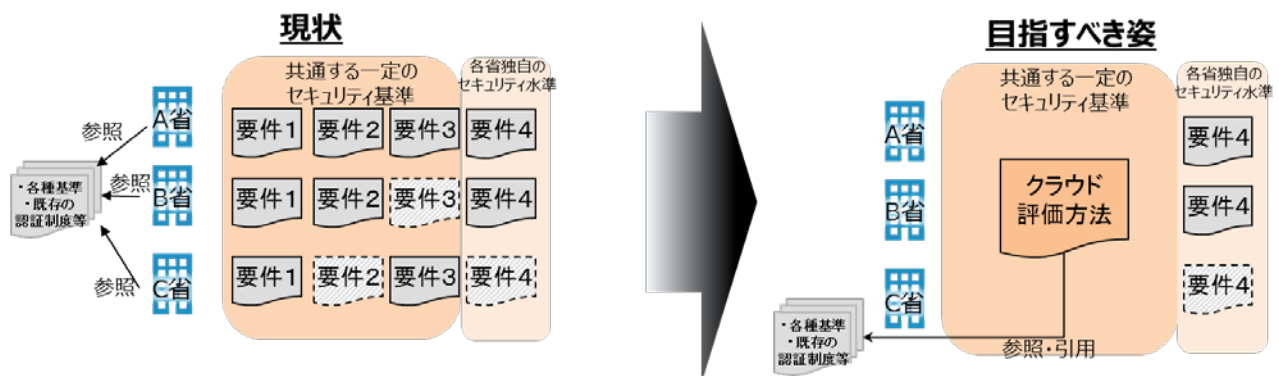 現状
共通する一定の
セキュリティ基準
各省独自の
セキュリティ水準
A省
参照
要件1
要件2
要件3
要件4
・各種基準
・既存の
認証制度等
参照
B省
要件1
要件2
要件3
要件4
参照
C省
要件1
要件2
要件3
要件4
目指すべき姿
共通する一定の
セキュリティ基準
各省独自の
セキュリティ水準
A省
要件4
B省
クラウド
評価方法
要件4
C省
要件4
・各種基準
・既存の
認証制度等
参照・引用